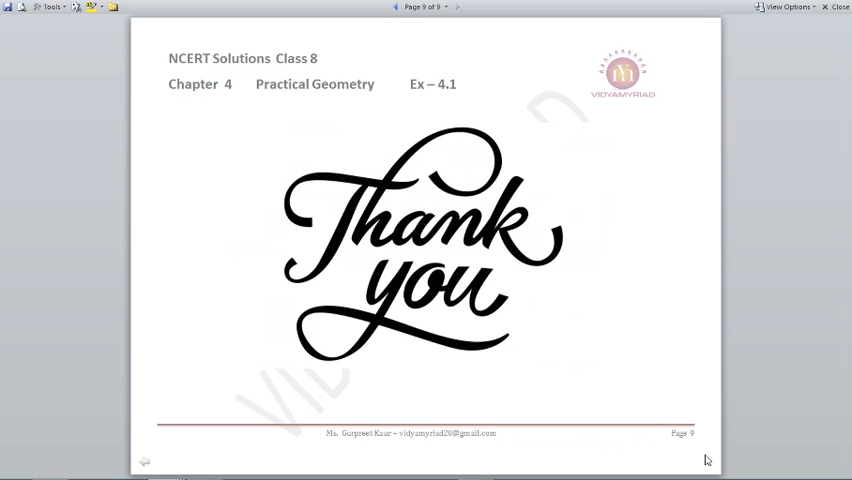 Tools
Page 9 of 9
View Options
Close
NCERT Solutions Class 8
Chapter 4 Practical Geometry Ex – 4.1
VIDYAMYRIAD
Thank
you
Ms. Gurpreet Kaur – vidyamyriad20@gmail.com
Page 9